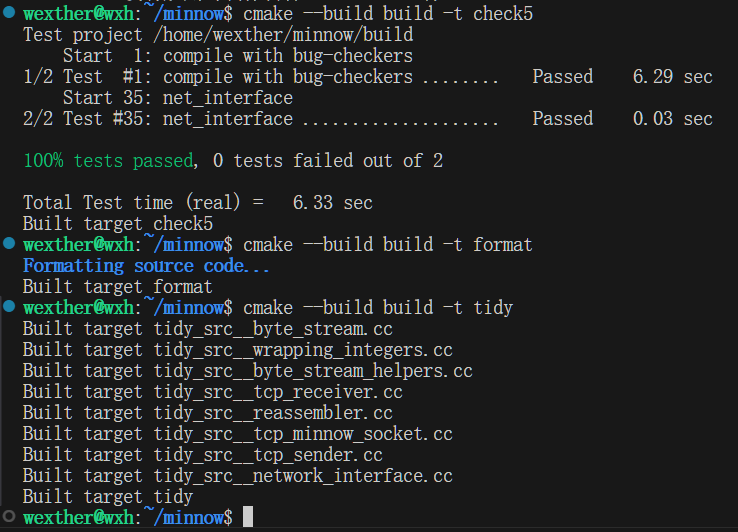 wexther@wxh:~/minnow$ cmake --build build -t check5
Test project /home/wexther/minnow/build
    Start  1: compile with bug-checkers
1/2 Test  #1: compile with bug-checkers ........   Passed    6.29 sec
    Start 35: net_interface
2/2 Test #35: net_interface ....................   Passed    0.03 sec

100% tests passed, 0 tests failed out of 2

Total Test time (real) =   6.33 sec
Built target check5
wexther@wxh:~/minnow$ cmake --build build -t format
Formatting source code...
Built target format
wexther@wxh:~/minnow$ cmake --build build -t tidy
Built target tidy_src__byte_stream.cc
Built target tidy_src__wrapping_integers.cc
Built target tidy_src__byte_stream_helpers.cc
Built target tidy_src__tcp_receiver.cc
Built target tidy_src__reassembler.cc
Built target tidy_src__tcp_minnow_socket.cc
Built target tidy_src__tcp_sender.cc
Built target tidy_src__network_interface.cc
Built target tidy
wexther@wxh:~/minnow$